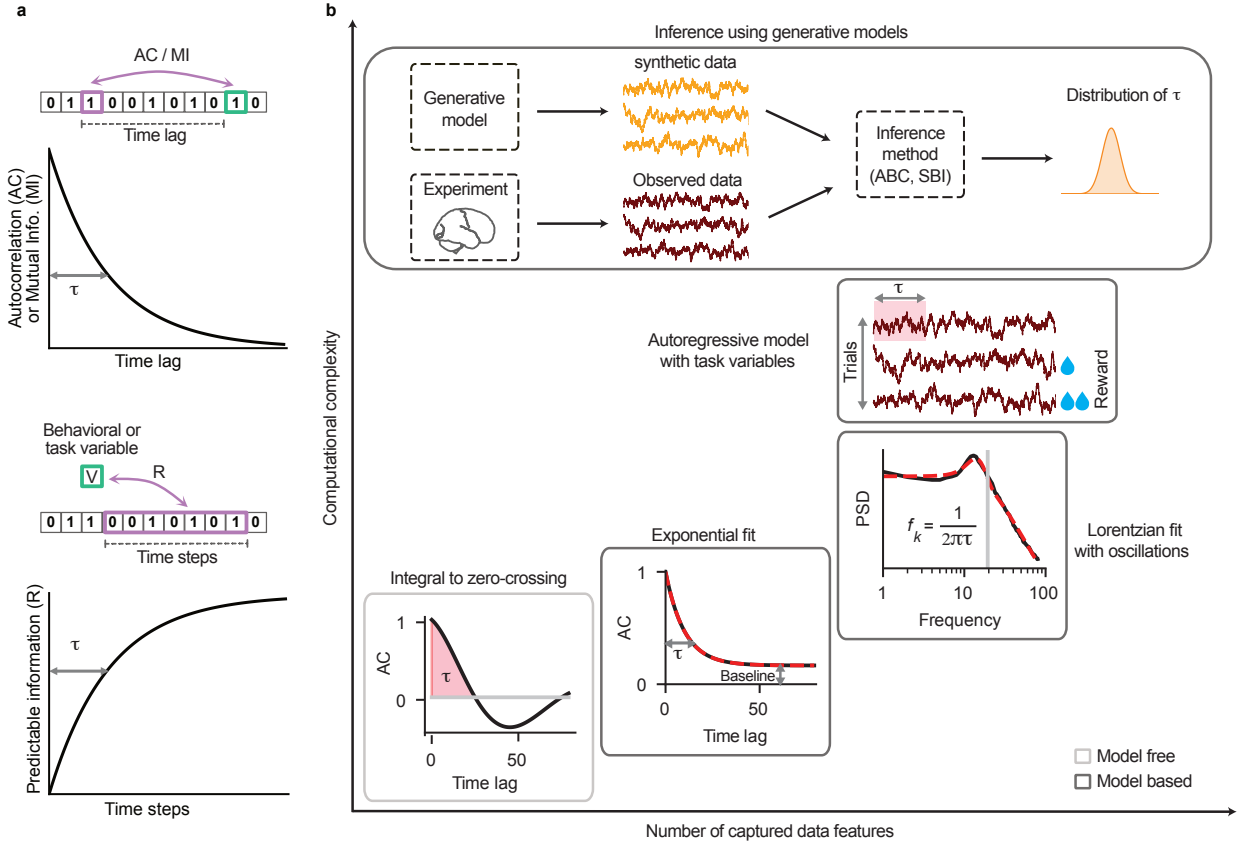 a
AC / MI
0 1 1 0 0 1 0 1 0 1 0
Time lag
Autocorrelation (AC)
or Mutual Info. (MI)
τ
Time lag
Behavioral or
task variable
V
R
0 1 1 0 0 1 0 1 0 1 0
Time steps
Predictable information (R)
τ
Time steps
b
Computational complexity
Number of captured data features
Inference using generative models
Generative
model
synthetic data
Experiment
Observed data
Inference
method
(ABC, SBI)
Distribution of τ
Autoregressive model
with task variables
τ
Trials
Reward
PSD
f_k = 1
2πτ
1 10 100
Frequency
Lorentzian fit
with oscillations
Exponential fit
1
AC
τ
Baseline
0
0 50
Time lag
Integral to zero-crossing
1
AC
τ
0
0 50
Time lag
Model free
Model based